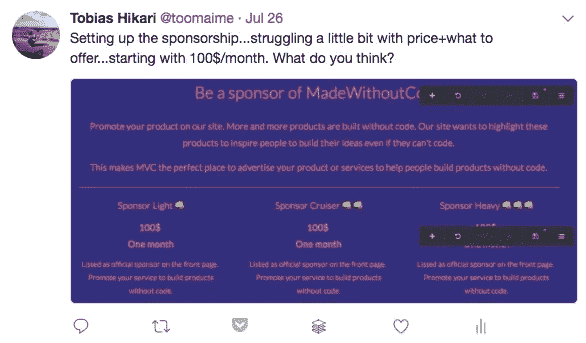 Tobias Hikari @toomaime · Jul 26
Setting up the sponsorship...struggling a little bit with price+what to
offer...starting with 100$/month. What do you think?
Be a sponsor of MadeWithoutCo
Promote your product on our site. More and more products are built without code. Our site wants to highlight these
products to inspire people to build their ideas even if they can't code.
This makes MVC the perfect place to advertise your product or services to help people build products without code.
Sponsor Light 👊 Sponsor Cruiser 👊👊 Sponsor Heavy 👊👊👊
100$ 100$ 100$
One month One month
Listed as official sponsor on the front page. Listed as official sponsor on the front page. Listed as official sponsor on the front page.
Promote your service to build products Promote your service to build products Promote your service to build products
without code. without code. without code.